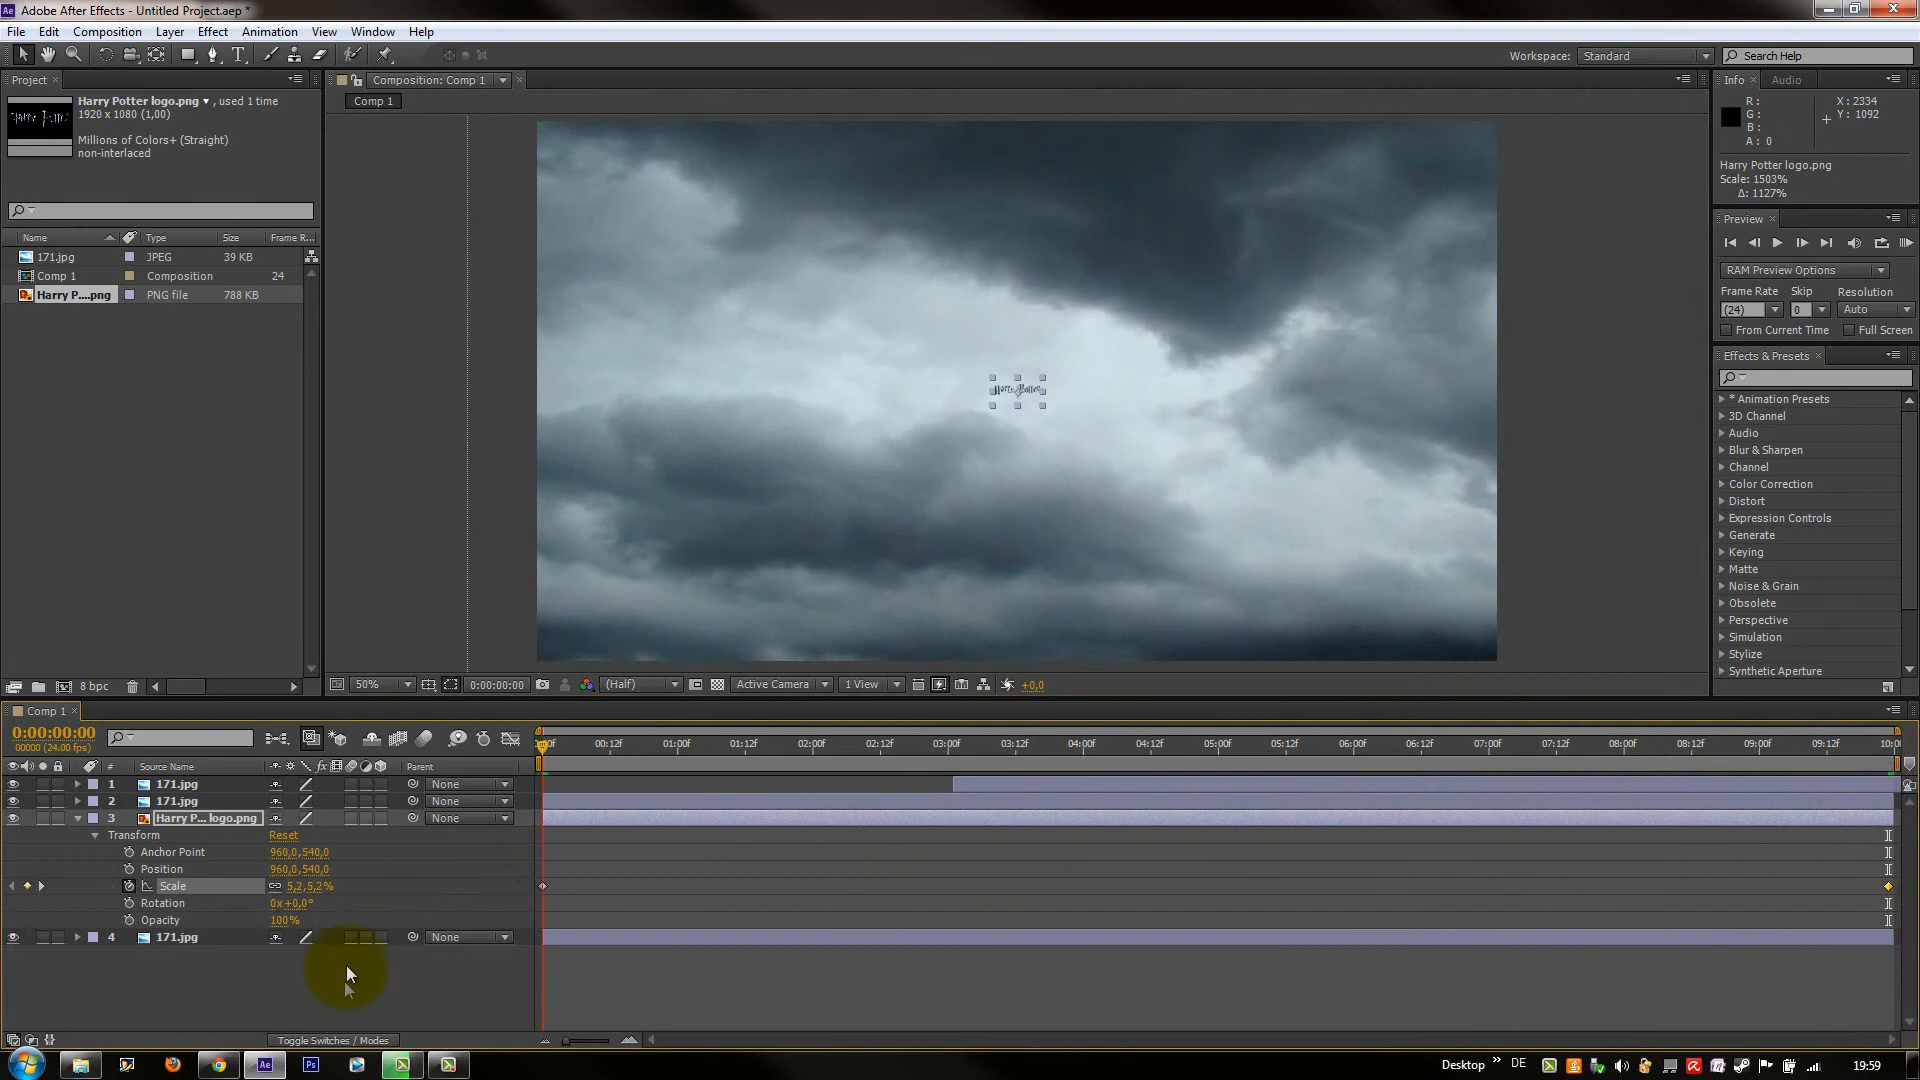 Adobe After Effects - Untitled Project.aep *
File Edit Composition Layer Effect Animation View Window Help
Workspace: Standard Search Help
Project
Harry Potter logo.png , used 1 time
1920 x 1080 (1,00)
Millions of Colors+ (Straight)
non-interlaced
Name Type Size Frame R...
171.jpg JPEG 39 KB
Comp 1 Composition 24
Harry P....png PNG file 788 KB
8 bpc
Composition: Comp 1
Comp 1
Harry Potter
50% 0:00:00:00 (Half) Active Camera 1 View +0,0
Info Audio
R :
G :
B :
A : 0
X : 2334
Y : 1092
Harry Potter logo.png
Scale: 1503%
Δ: 1127%
Preview
RAM Preview Options
Frame Rate Skip Resolution
(24) 0 Auto
From Current Time Full Screen
Effects & Presets
* Animation Presets
3D Channel
Audio
Blur & Sharpen
Channel
Color Correction
Distort
Expression Controls
Generate
Keying
Matte
Noise & Grain
Obsolete
Perspective
Simulation
Stylize
Synthetic Aperture
Comp 1
0:00:00:00
00000 (24.00 fps)
00:12f 01:00f 01:12f 02:00f 02:12f 03:00f 03:12f 04:00f 04:12f 05:00f 05:12f 06:00f 06:12f 07:00f 07:12f 08:00f 08:12f 09:00f 09:12f 10:00
# Source Name fx Parent
1 171.jpg None
2 171.jpg None
3 Harry P... logo.png None
Transform Reset
Anchor Point 960,0,540,0
Position 960,0,540,0
Scale 5,2,5,2%
Rotation 0x+0,0°
Opacity 100%
4 171.jpg None
Toggle Switches / Modes
Desktop DE 19:59